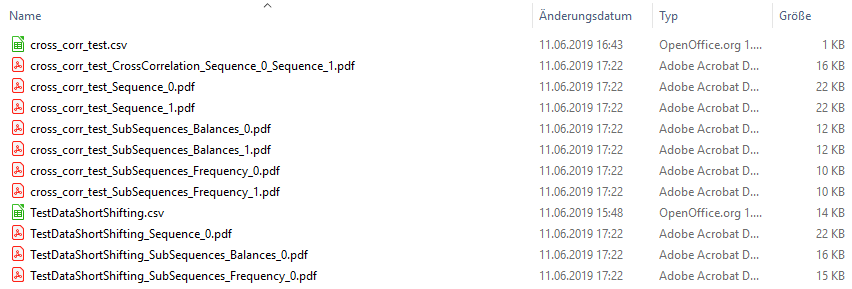 Name Änderungsdatum Typ Größe
cross_corr_test.csv 11.06.2019 16:43 OpenOffice.org 1.... 1 KB
cross_corr_test_CrossCorrelation_Sequence_0_Sequence_1.pdf 11.06.2019 17:22 Adobe Acrobat D... 16 KB
cross_corr_test_Sequence_0.pdf 11.06.2019 17:22 Adobe Acrobat D... 22 KB
cross_corr_test_Sequence_1.pdf 11.06.2019 17:22 Adobe Acrobat D... 22 KB
cross_corr_test_SubSequences_Balances_0.pdf 11.06.2019 17:22 Adobe Acrobat D... 12 KB
cross_corr_test_SubSequences_Balances_1.pdf 11.06.2019 17:22 Adobe Acrobat D... 12 KB
cross_corr_test_SubSequences_Frequency_0.pdf 11.06.2019 17:22 Adobe Acrobat D... 10 KB
cross_corr_test_SubSequences_Frequency_1.pdf 11.06.2019 17:22 Adobe Acrobat D... 10 KB
TestDataShortShifting.csv 11.06.2019 15:48 OpenOffice.org 1.... 14 KB
TestDataShortShifting_Sequence_0.pdf 11.06.2019 17:22 Adobe Acrobat D... 22 KB
TestDataShortShifting_SubSequences_Balances_0.pdf 11.06.2019 17:22 Adobe Acrobat D... 16 KB
TestDataShortShifting_SubSequences_Frequency_0.pdf 11.06.2019 17:22 Adobe Acrobat D... 15 KB